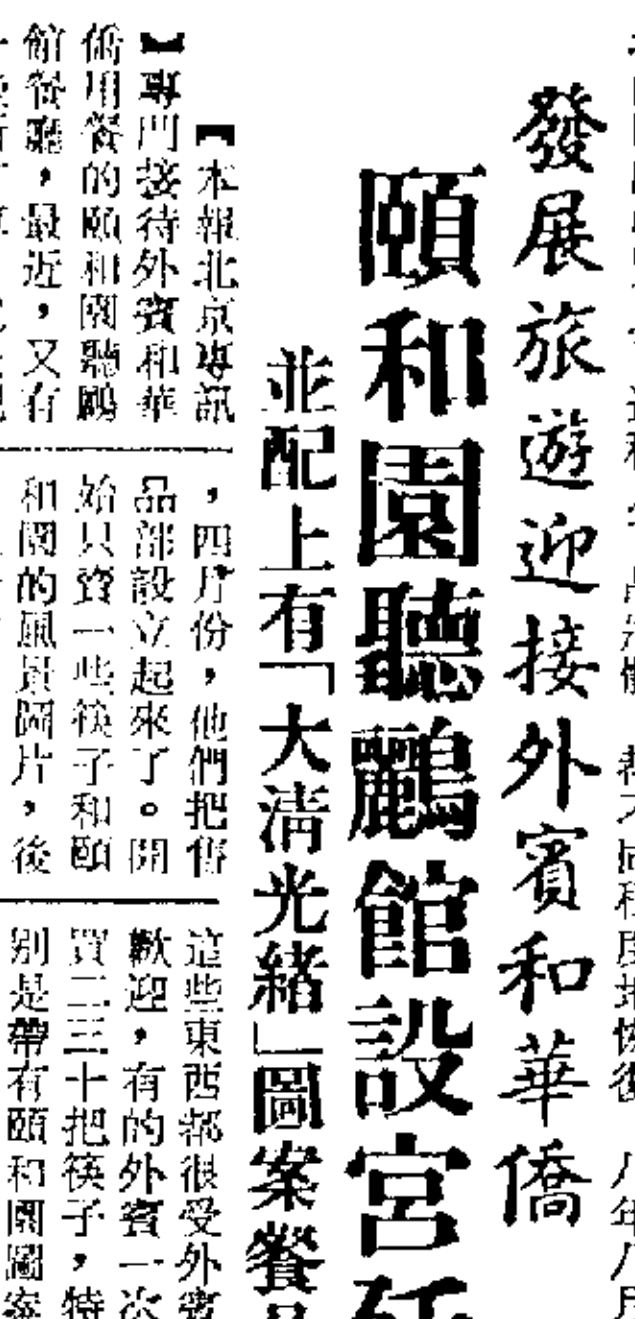 發展旅遊迎接外賓和華僑
頤和園聽鸝館設宮
並配上有「大清光緒」圖案餐
【本報北京專訊
】專門接待外賓和華
僑用餐的頤和園聽鸝
館餐廳,最近,又有
,四月份,他們把售
品部設立起來了。開
始只賣一些筷子和頤
和園的風景圖片,後
這些東西都很受外賓
歡迎,有的外賓一次
買二三十把筷子,特
別是帶有頤和園圖案